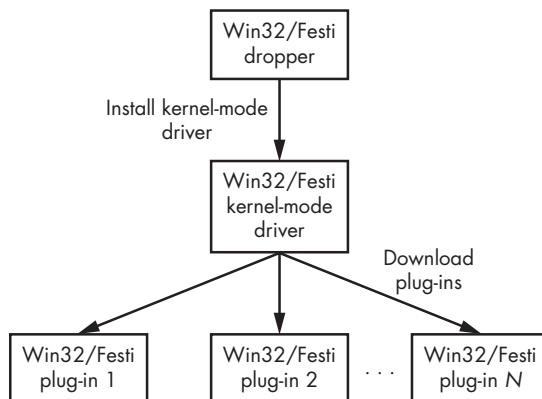 Win32/Festi
dropper
Install kernel-mode
driver
Win32/Festi
kernel-mode
driver
Download
plug-ins
Win32/Festi
plug-in 1
Win32/Festi
plug-in 2
. . .
Win32/Festi
plug-in N